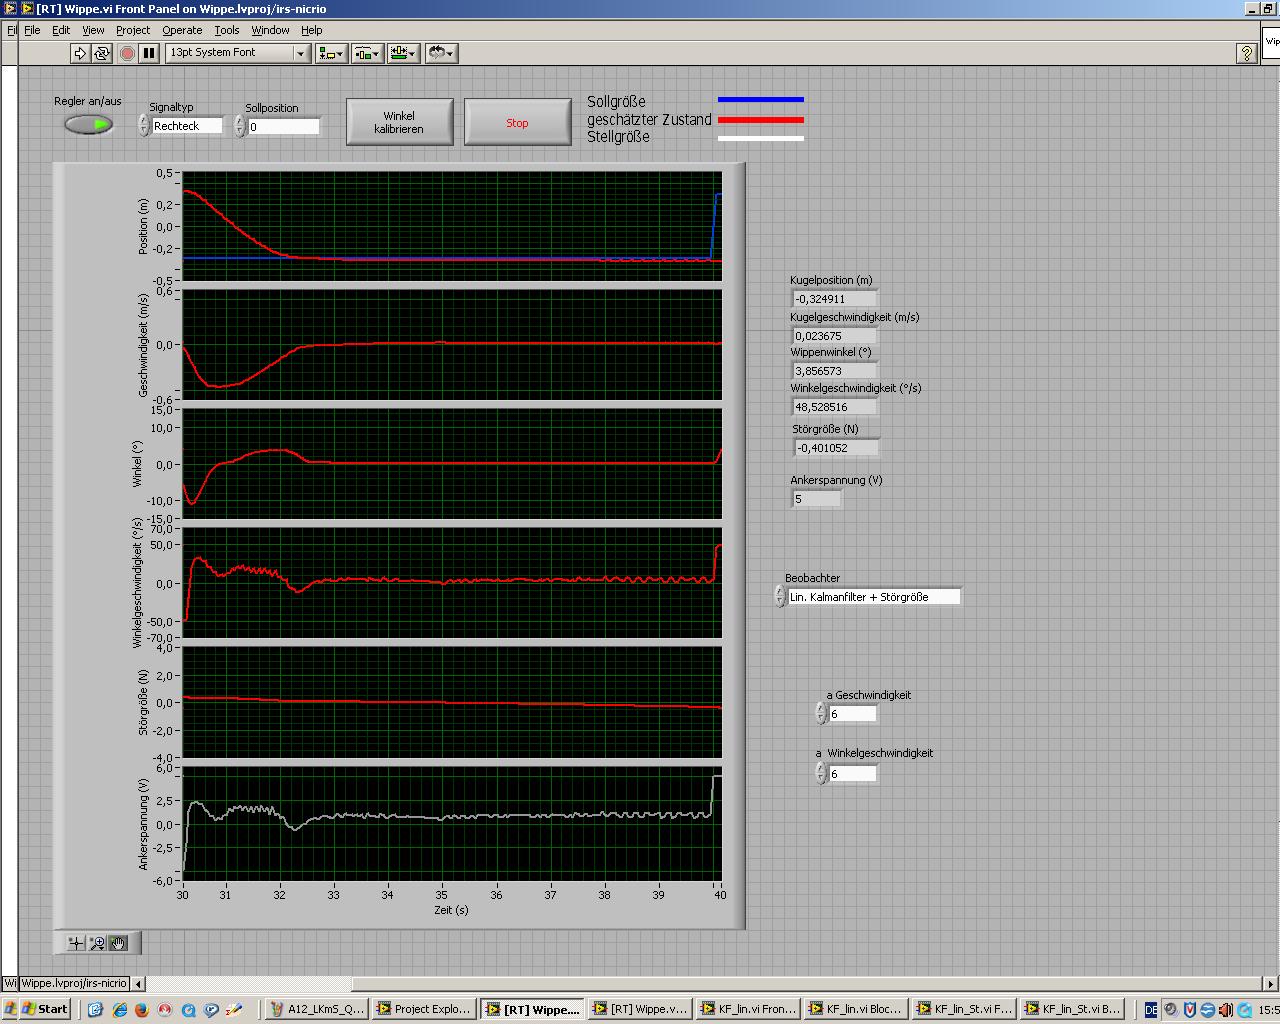 [RT] Wippe.vi Front Panel on Wippe.lvproj/irs-nicrio
Fil File Edit View Project Operate Tools Window Help
13pt System Font
?
Wip
Regler an/aus
Signaltyp
Rechteck
Sollposition
0
Winkel
kalibrieren
Stop
Sollgröße
geschätzter Zustand
Stellgröße
Position (m)
0,5
0,2
0,0
-0,2
-0,5
Geschwindigkeit (m/s)
0,6
0,0
-0,6
Winkel (°)
15,0
10,0
0,0
-10,0
-15,0
Winkelgeschwindigkeit (°/s)
70,0
50,0
0,0
-50,0
-70,0
Störgröße (N)
4,0
2,0
0,0
-2,0
-4,0
Ankerspannung (V)
6,0
2,5
0,0
-2,5
-6,0
30 31 32 33 34 35 36 37 38 39 40
Zeit (s)
Kugelposition (m)
-0,324911
Kugelgeschwindigkeit (m/s)
0,023675
Wippenwinkel (°)
3,856573
Winkelgeschwindigkeit (°/s)
48,528516
Störgröße (N)
-0,401052
Ankerspannung (V)
5
Beobachter
Lin. Kalmanfilter + Störgröße
a Geschwindigkeit
6
a Winkelgeschwindigkeit
6
Wi Wippe.lvproj/irs-nicrio
Start
A12_LKmS_Q...
Project Explo...
[RT] Wippe....
[RT] Wippe.v...
KF_lin.vi Fron...
KF_lin.vi Bloc...
KF_lin_St.vi F...
KF_lin_St.vi B...
DE
15:5